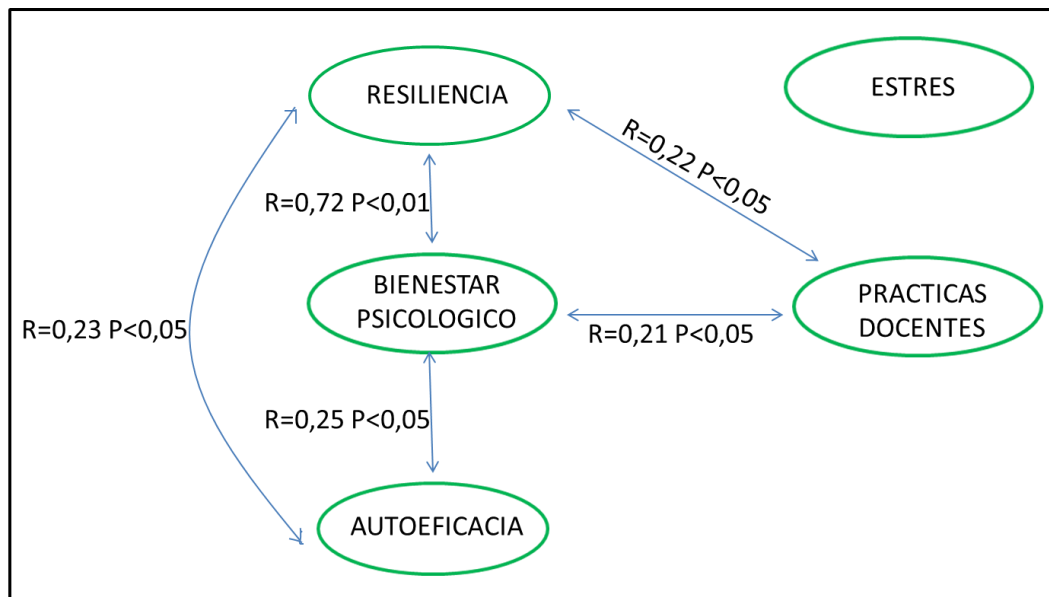 RESILIENCIA
ESTRES
R=0,22 P<0,05
R=0,72 P<0,01
BIENESTAR
PSICOLOGICO
PRACTICAS
DOCENTES
R=0,23 P<0,05
R=0,21 P<0,05
R=0,25 P<0,05
AUTOEFICACIA